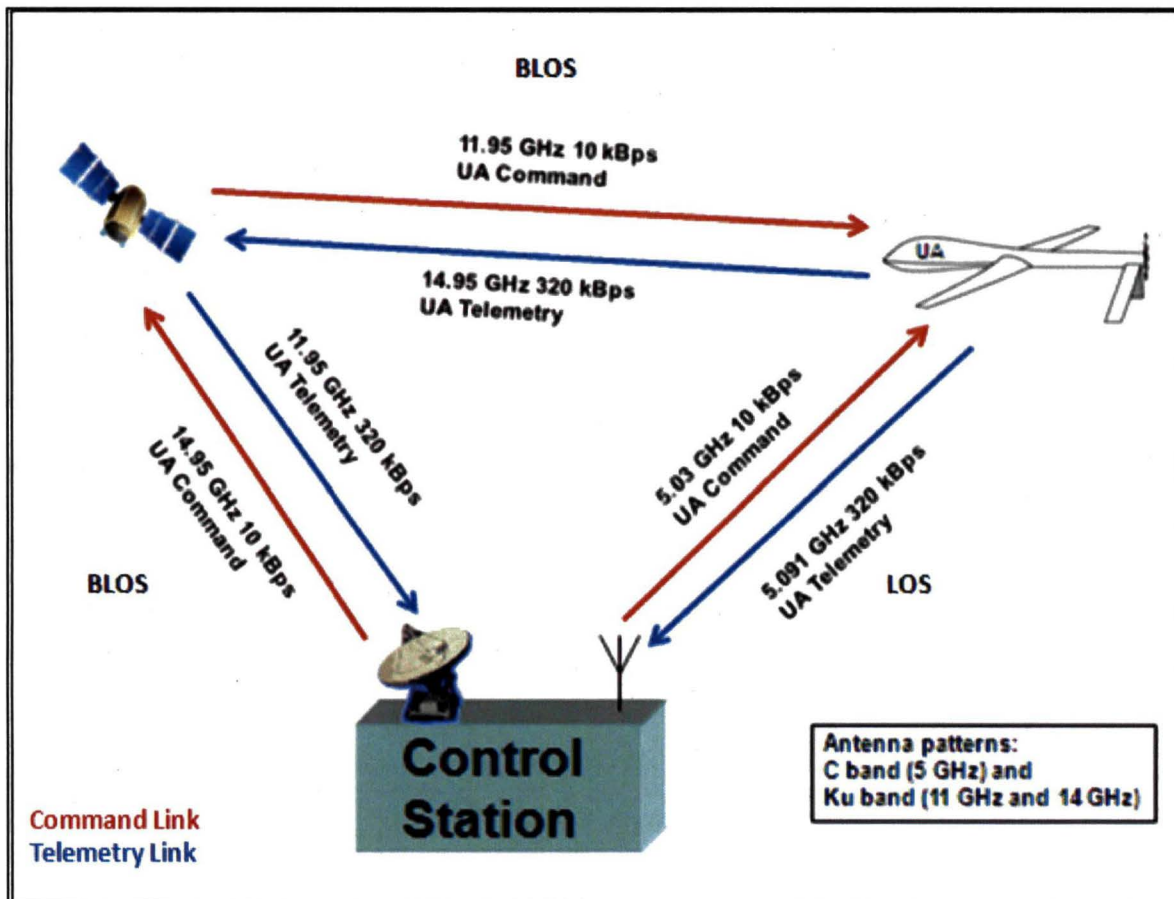 BLOS
11.95 GHz 10 kBps
UA Command
UA
14.95 GHz 320 kBps
UA Telemetry
11.95 GHz 320 kBps
UA Telemetry
14.95 GHz 10 kBps
UA Command
5.03 GHz 10 kBps
UA Command
5.091 GHz 320 kBps
UA Telemetry
BLOS
LOS
Control
Station
Antenna patterns:
C band (5 GHz) and
Ku band (11 GHz and 14 GHz)
Command Link
Telemetry Link